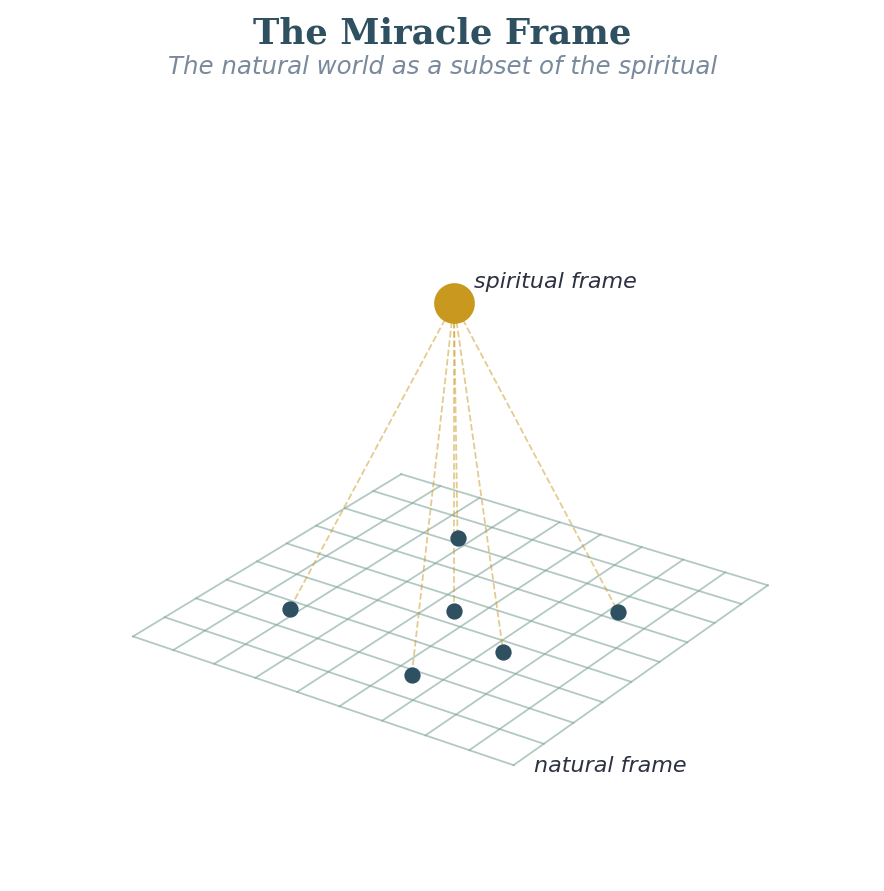 The Miracle Frame
The natural world as a subset of the spiritual
spiritual frame
natural frame